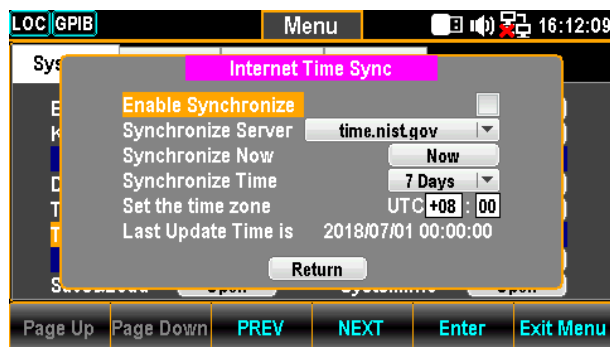 LOC GPIB Menu 16:12:09
Internet Time Sync
Enable Synchronize
Synchronize Server time.nist.gov
Synchronize Now Now
Synchronize Time 7 Days
Set the time zone UTC +08 : 00
Last Update Time is 2018/07/01 00:00:00
Return
Page Up Page Down PREV NEXT Enter Exit Menu